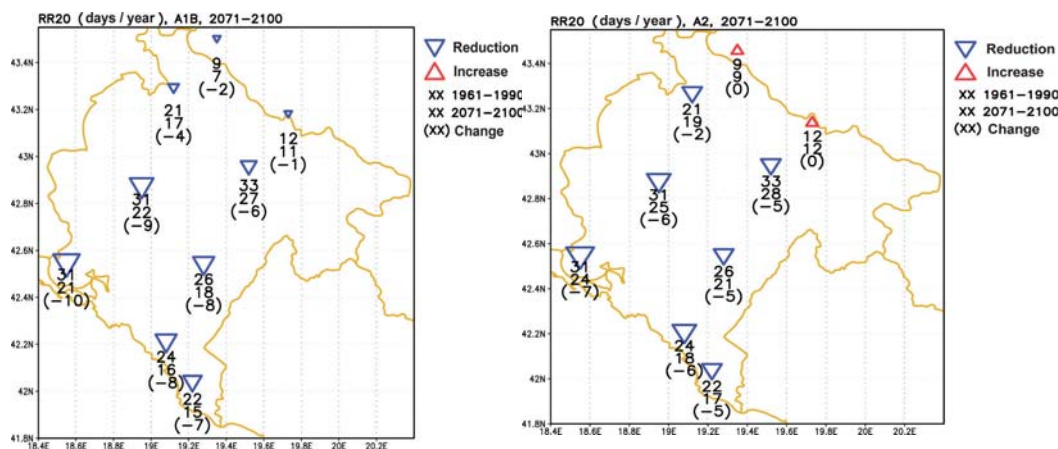 RR20 (days/year), A1B, 2071-2100
43.4N
43.2N
43N
42.8N
42.6N
42.4N
42.2N
42N
41.8N
18.4E 18.6E 18.8E 19E 19.2E 19.4E 19.6E 19.8E 20E 20.2E
9
7
(-2)
21
17
(-4)
12
11
(-1)
33
27
(-6)
31
22
(-9)
31
21
(-10)
26
18
(-8)
24
16
(-8)
22
15
(-7)
Reduction
Increase
XX 1961-1990
XX 2071-2100
(XX) Change
RR20 (days/year), A2, 2071-2100
43.4N
43.2N
43N
42.8N
42.6N
42.4N
42.2N
42N
41.8N
18.4E 18.6E 18.8E 19E 19.2E 19.4E 19.6E 19.8E 20E 20.2E
9
9
(0)
21
19
(-2)
12
12
(0)
33
28
(-5)
31
25
(-6)
31
24
(-7)
26
21
(-5)
24
18
(-6)
22
17
(-5)
Reduction
Increase
XX 1961-1990
XX 2071-2100
(XX) Change